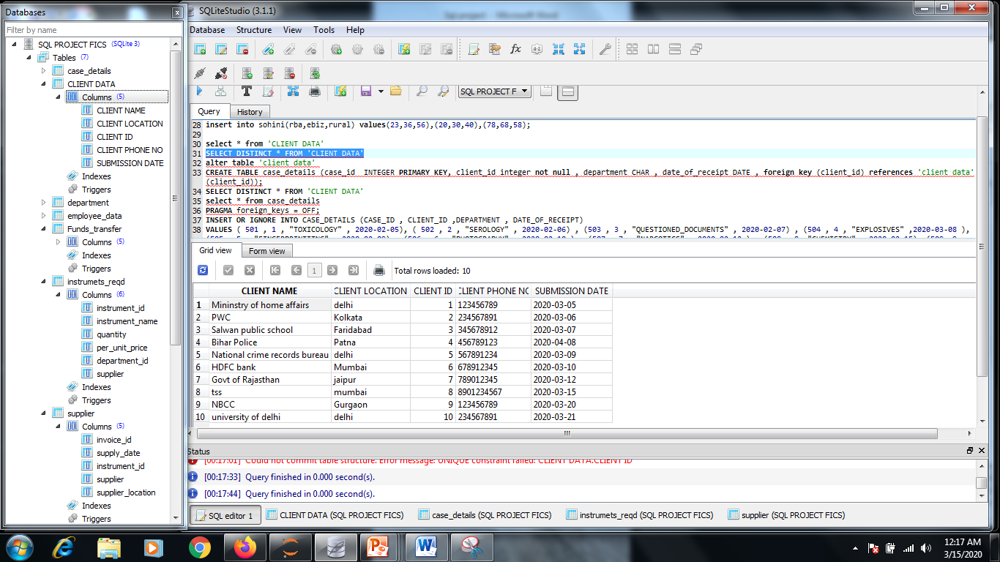 Databases
Filter by name
SQL PROJECT FICS (SQLite 3)
Tables (7)
case_details
CLIENT DATA
Columns (5)
CLIENT NAME
CLIENT LOCATION
CLIENT ID
CLIENT PHONE NO
SUBMISSION DATE
Indexes
Triggers
department
employee_data
Funds_transfer
Columns (5)
Indexes
Triggers
instrumets_reqd
Columns (6)
instrument_id
instrument_name
quantity
per_unit_price
department_id
supplier
Indexes
Triggers
supplier
Columns (5)
invoice_id
supply_date
instrument_id
supplier
supplier_location
Indexes
Triggers
SQLiteStudio (3.1.1)
Database Structure View Tools Help
SQL PROJECT F
Query History
28 insert into sohini(rba,ebiz,rural) values(23,36,56),(20,30,40),(78,68,58);
29
30 select * from 'CLIENT DATA'
31 SELECT DISTINCT * FROM 'CLIENT DATA'
32 alter table 'client data'
33 CREATE TABLE case_details (case_id INTEGER PRIMARY KEY, client_id integer not null , department CHAR , date_of_receipt DATE , foreign key (client_id) references 'client data'
(client_id));
34 SELECT DISTINCT * FROM 'CLIENT DATA'
35 select * from case_details
36 PRAGMA foreign_keys = OFF;
37 INSERT OR IGNORE INTO CASE_DETAILS (CASE_ID , CLIENT_ID ,DEPARTMENT , DATE_OF_RECEIPT)
38 VALUES ( 501 , 1 , "TOXICOLOGY" , 2020-02-05), ( 502 , 2 , "SEROLOGY" , 2020-02-06) , (503 , 3 , "QUESTIONED_DOCUMENTS" , 2020-02-07) , (504 , 4 , "EXPLOSIVES" ,2020-03-08 ),
Grid view Form view
1 Total rows loaded: 10
CLIENT NAME CLIENT LOCATION CLIENT ID CLIENT PHONE NO SUBMISSION DATE
1 Mininstry of home affairs delhi 1 123456789 2020-03-05
2 PWC Kolkata 2 234567891 2020-03-06
3 Salwan public school Faridabad 3 345678912 2020-03-07
4 Bihar Police Patna 4 456789123 2020-04-08
5 National crime records bureau delhi 5 567891234 2020-03-09
6 HDFC bank Mumbai 6 678912345 2020-03-10
7 Govt of Rajasthan jaipur 7 789012345 2020-03-12
8 tss mumbai 8 8901234567 2020-03-15
9 NBCC Gurgaon 9 123456789 2020-03-20
10 university of delhi delhi 10 234567891 2020-03-21
Status
[00:17:01] Could not commit table structure. Error message: UNIQUE constraint failed: CLIENT DATA.CLIENT ID
[00:17:33] Query finished in 0.000 second(s).
[00:17:44] Query finished in 0.000 second(s).
SQL editor 1 CLIENT DATA (SQL PROJECT FICS) case_details (SQL PROJECT FICS) instrumets_reqd (SQL PROJECT FICS) supplier (SQL PROJECT FICS)
12:17 AM
3/15/2020